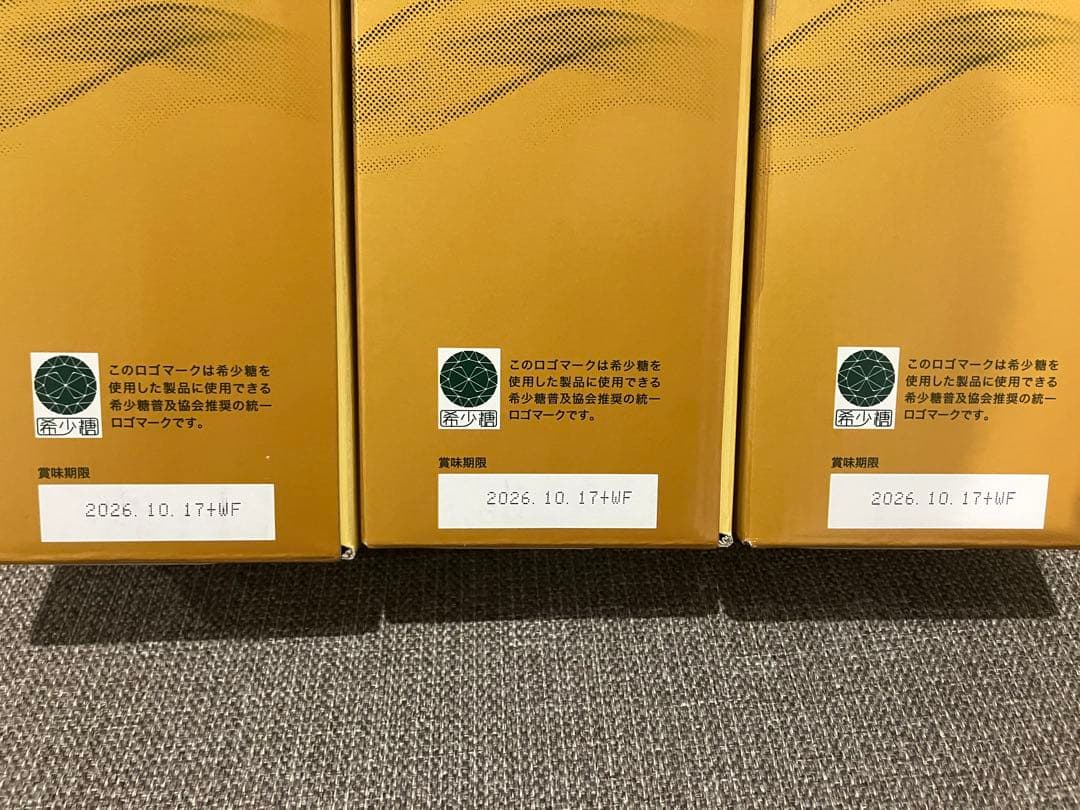 このロゴマークは希少糖を
使用した製品に使用できる
希少糖普及協会推奨の統一
ロゴマークです。
希少糖
賞味期限
2026.10.17+WF
このロゴマークは希少糖を
使用した製品に使用できる
希少糖普及協会推奨の統一
ロゴマークです。
希少糖
賞味期限
2026.10.17+WF
このロゴマークは希少糖を
使用した製品に使用できる
希少糖普及協会推奨の統一
ロゴマークです。
希少糖
賞味期限
2026.10.17+WF